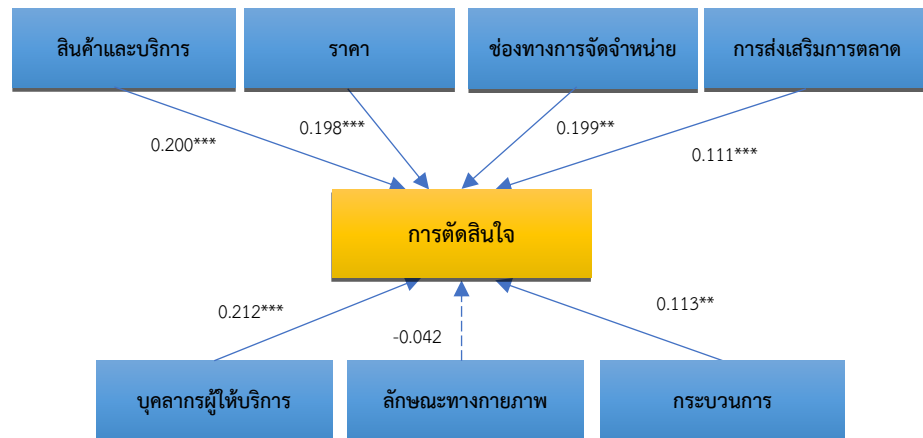 สินค้าและบริการ
ราคา
ช่องทางการจัดจำหน่าย
การส่งเสริมการตลาด
0.200***
0.198***
0.199**
0.111***
การตัดสินใจ
0.212***
-0.042
0.113**
บุคลากรผู้ให้บริการ
ลักษณะทางกายภาพ
กระบวนการ